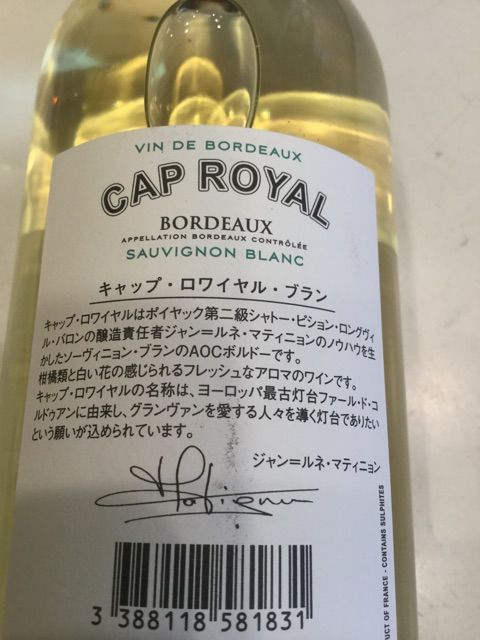 VIN DE BORDEAUX
CAP ROYAL
BORDEAUX
APPELLATION BORDEAUX CONTRÔLÉE
SAUVIGNON BLANC
キャップ・ロワイヤル・ブラン
キャップ・ロワイヤルはポイヤック第二級シャトー・ピション・ロングヴィ
ル・バロンの醸造責任者ジャン＝ルネ・マティニョンのノウハウを生
かしたソーヴィニョン・ブランのAOCボルドーです。
柑橘類と白い花の感じられるフレッシュなアロマのワインです。
キャップ・ロワイヤルの名称は、ヨーロッパ最古灯台ファール・ド・コ
ルドゥアンに由来し、グランヴァンを愛する人々を導く灯台でありたい
という願いが込められています。
ジャン＝ルネ・マティニョン
3 388118 581831
UCT OF FRANCE - CONTAINS SULPHITES